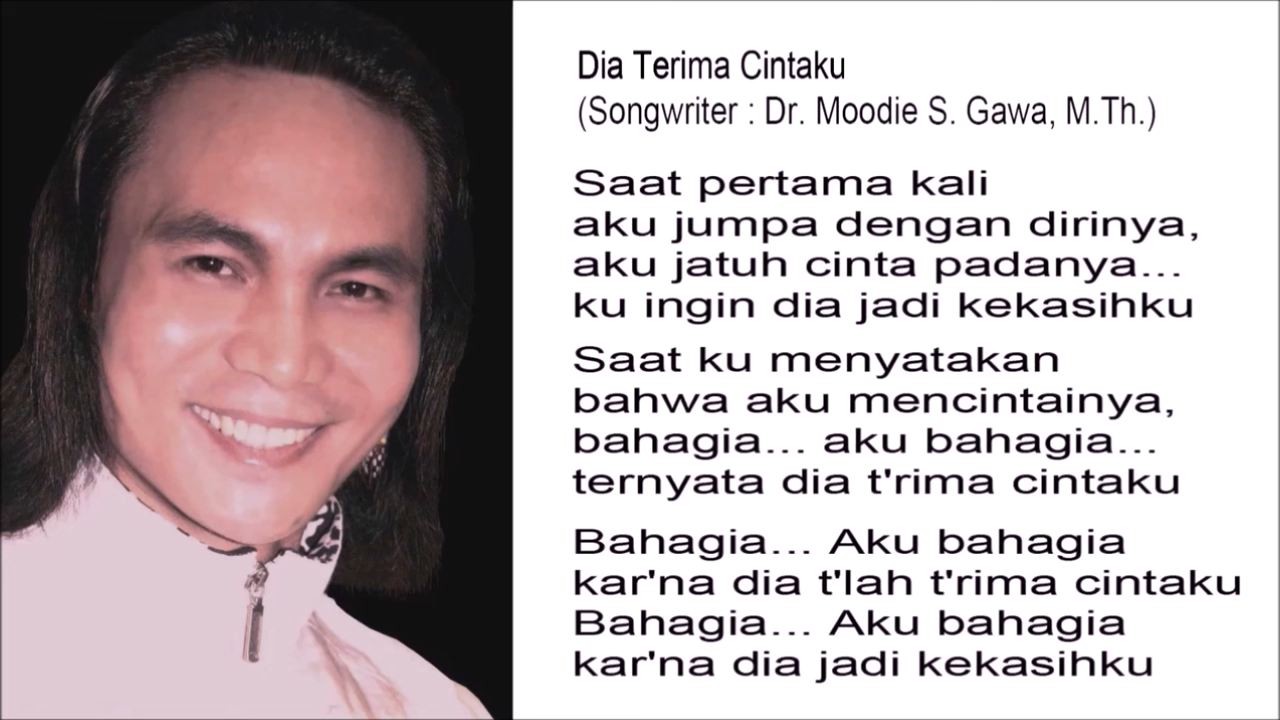 Dia Terima Cintaku
(Songwriter : Dr. Moodie S. Gawa, M.Th.)
Saat pertama kali
aku jumpa dengan dirinya,
aku jatuh cinta padanya...
ku ingin dia jadi kekasihku
Saat ku menyatakan
bahwa aku mencintainya,
bahagia... aku bahagia...
ternyata dia t'rima cintaku
Bahagia... Aku bahagia
kar'na dia t'lah t'rima cintaku
Bahagia... Aku bahagia
kar'na dia jadi kekasihku